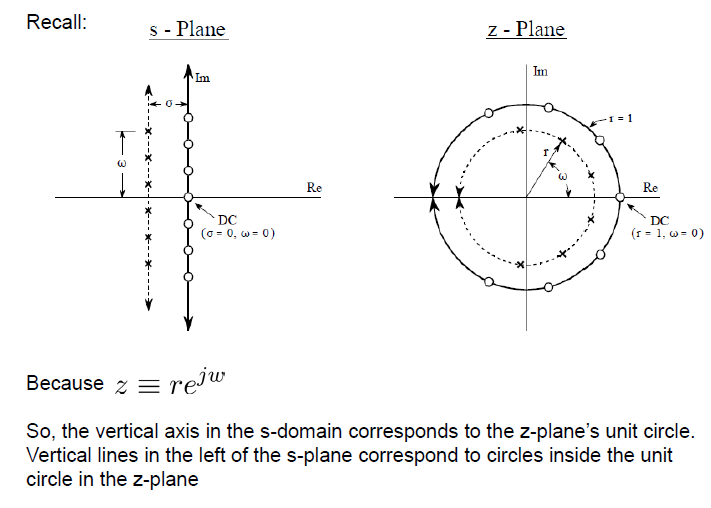 Recall:
s - Plane
z - Plane
Im
σ
ω
Re
DC
(σ = 0, ω = 0)
Im
r = 1
r
ω
Re
DC
(r = 1, ω = 0)
Because z ≡ re^{jw}
So, the vertical axis in the s-domain corresponds to the z-plane's unit circle.
Vertical lines in the left of the s-plane correspond to circles inside the unit
circle in the z-plane